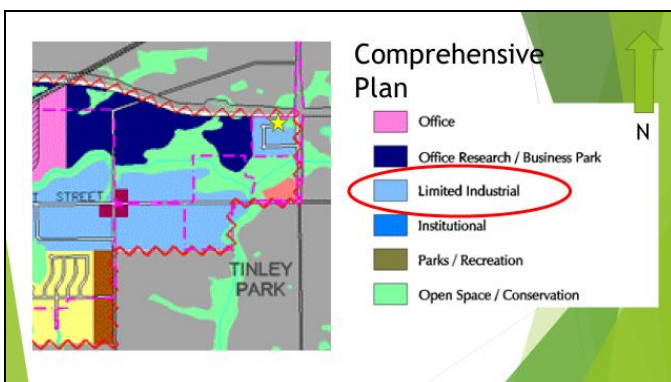 Comprehensive
Plan
N
Office
Office Research / Business Park
Limited Industrial
Institutional
Parks / Recreation
Open Space / Conservation
STREET
TINLEY
PARK